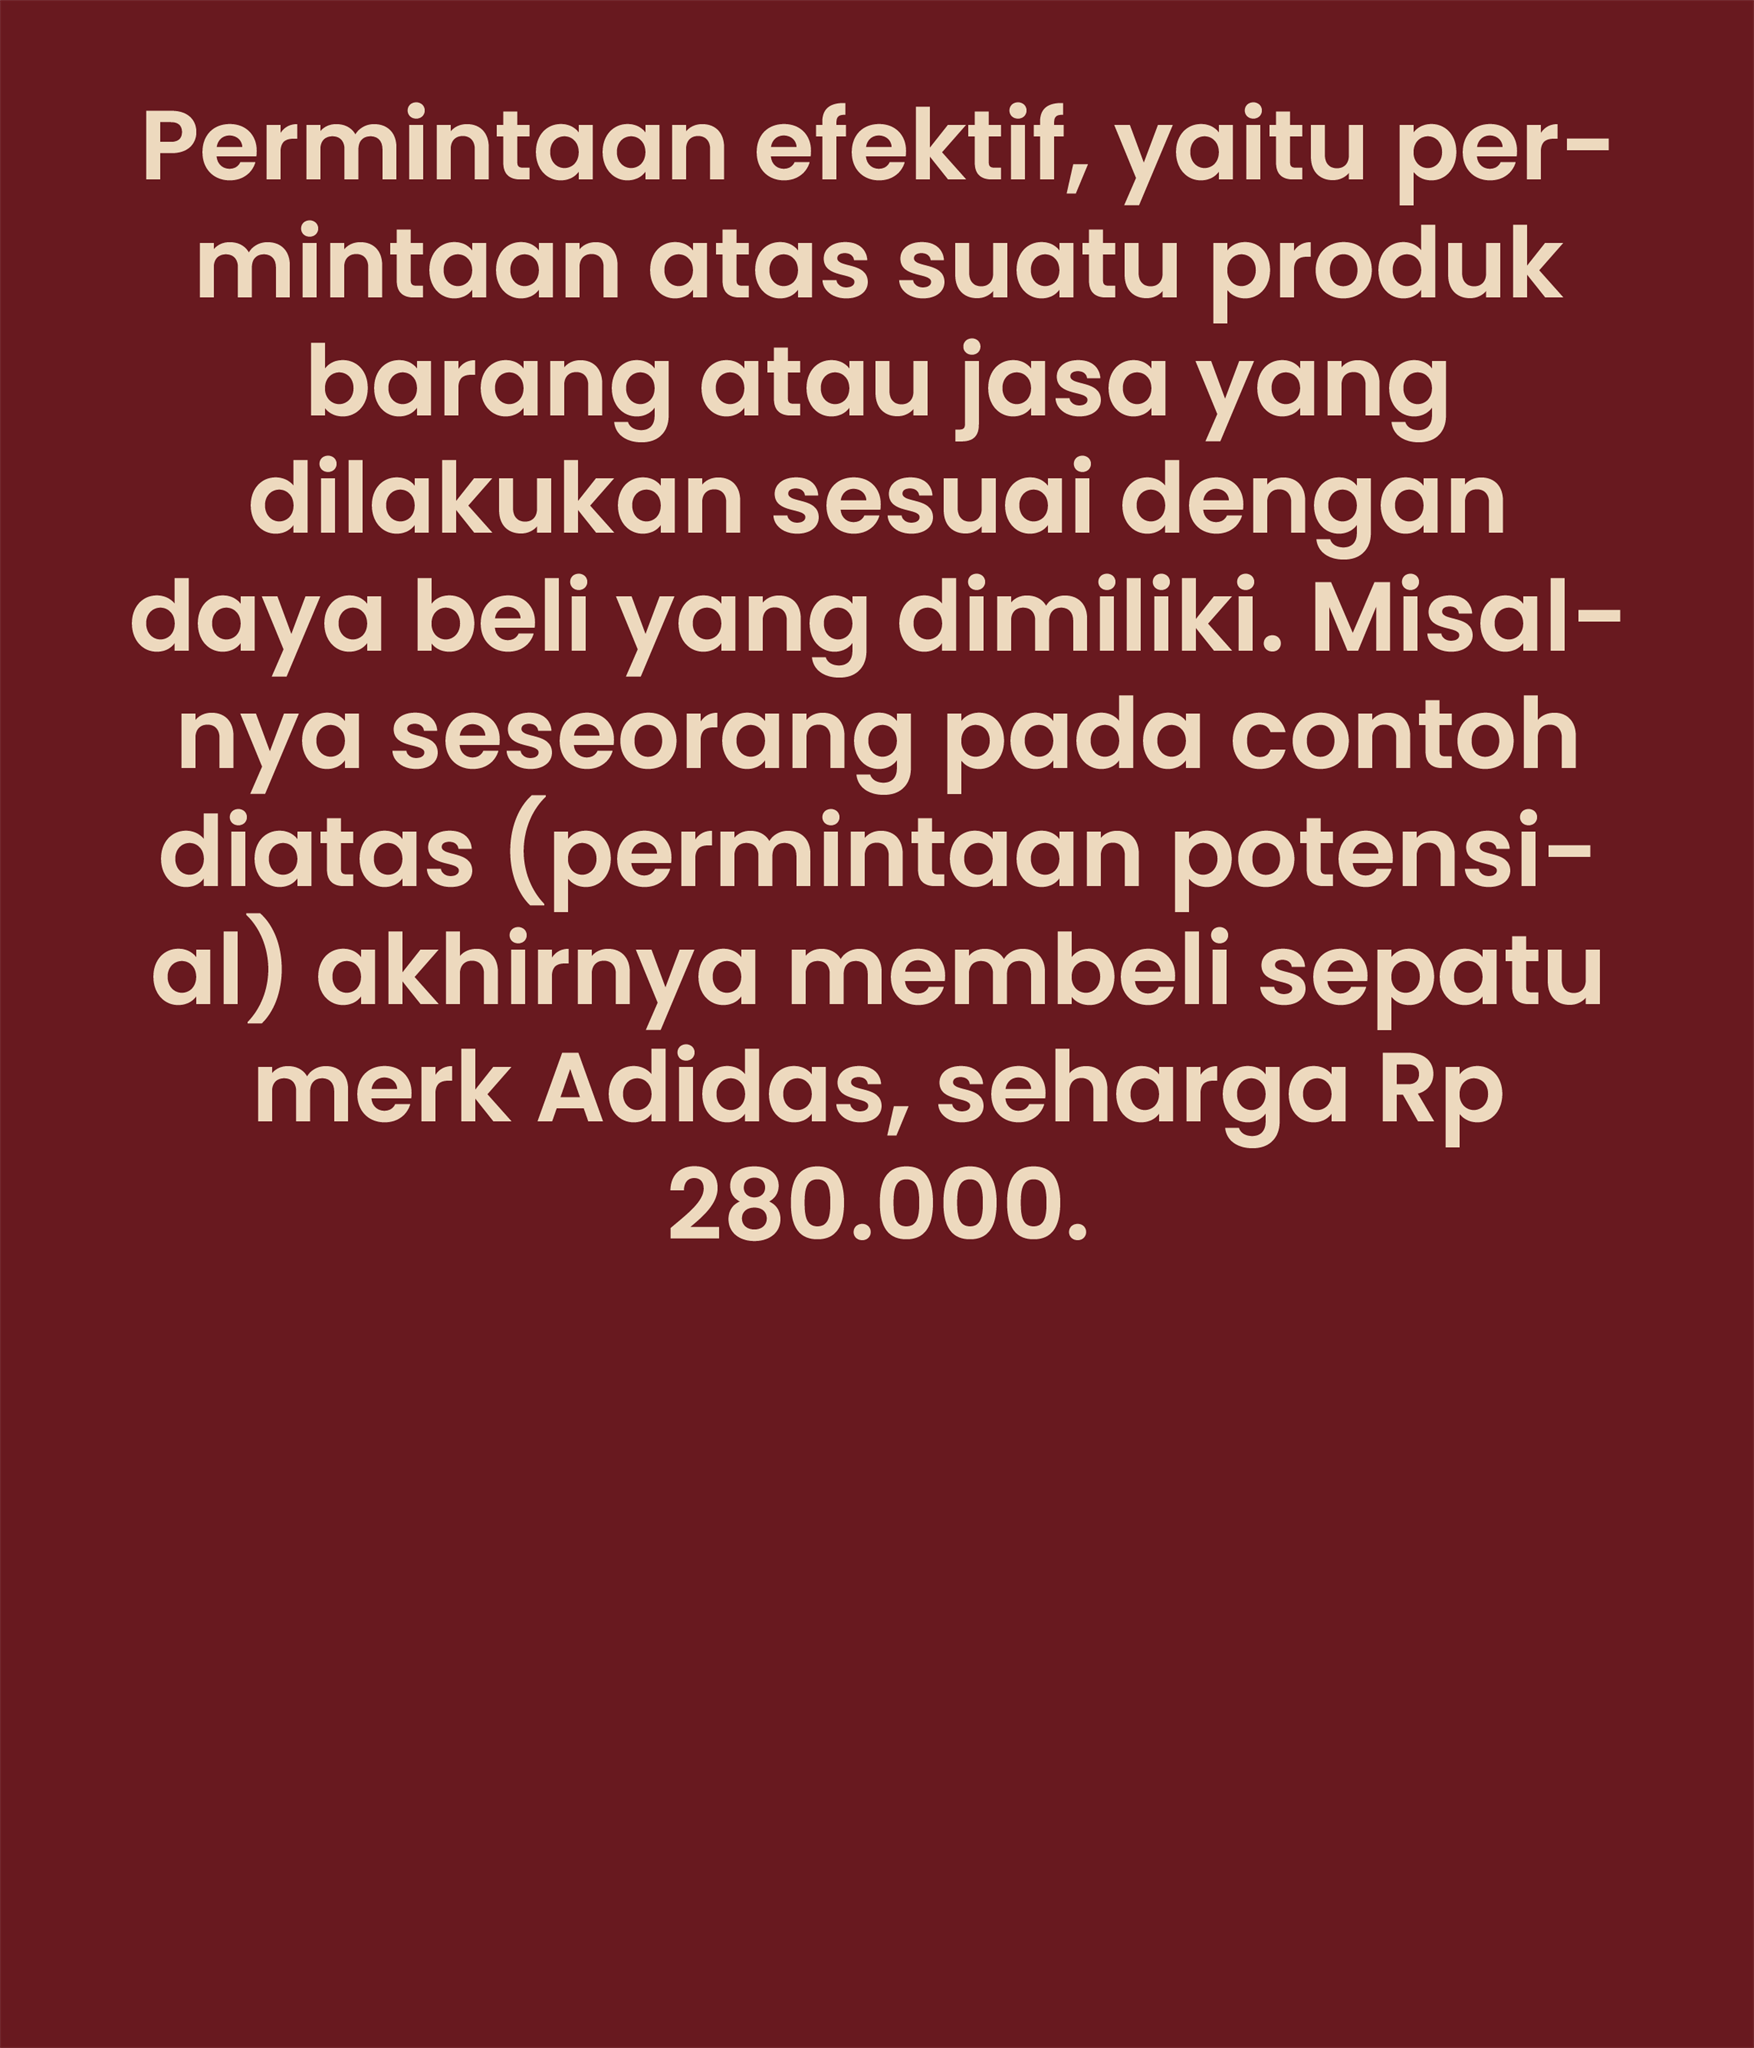 Permintaan efektif, yaitu per-
mintaan atas suatu produk
barang atau jasa yang
dilakukan sesuai dengan
daya beli yang dimiliki. Misal-
nya seseorang pada contoh
diatas (permintaan potensi-
al) akhirnya membeli sepatu
merk Adidas, seharga Rp
280.000.